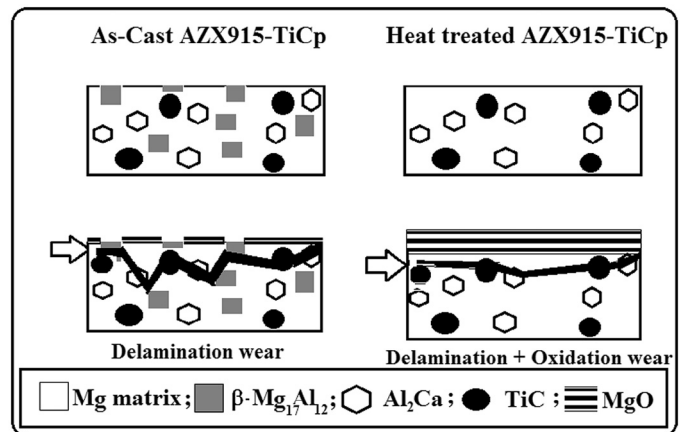 As-Cast AZX915-TiCp
Heat treated AZX915-TiCp
Delamination wear
Delamination + Oxidation wear
Mg matrix; β-Mg₁₇Al₁₂; Al₂Ca; TiC; MgO